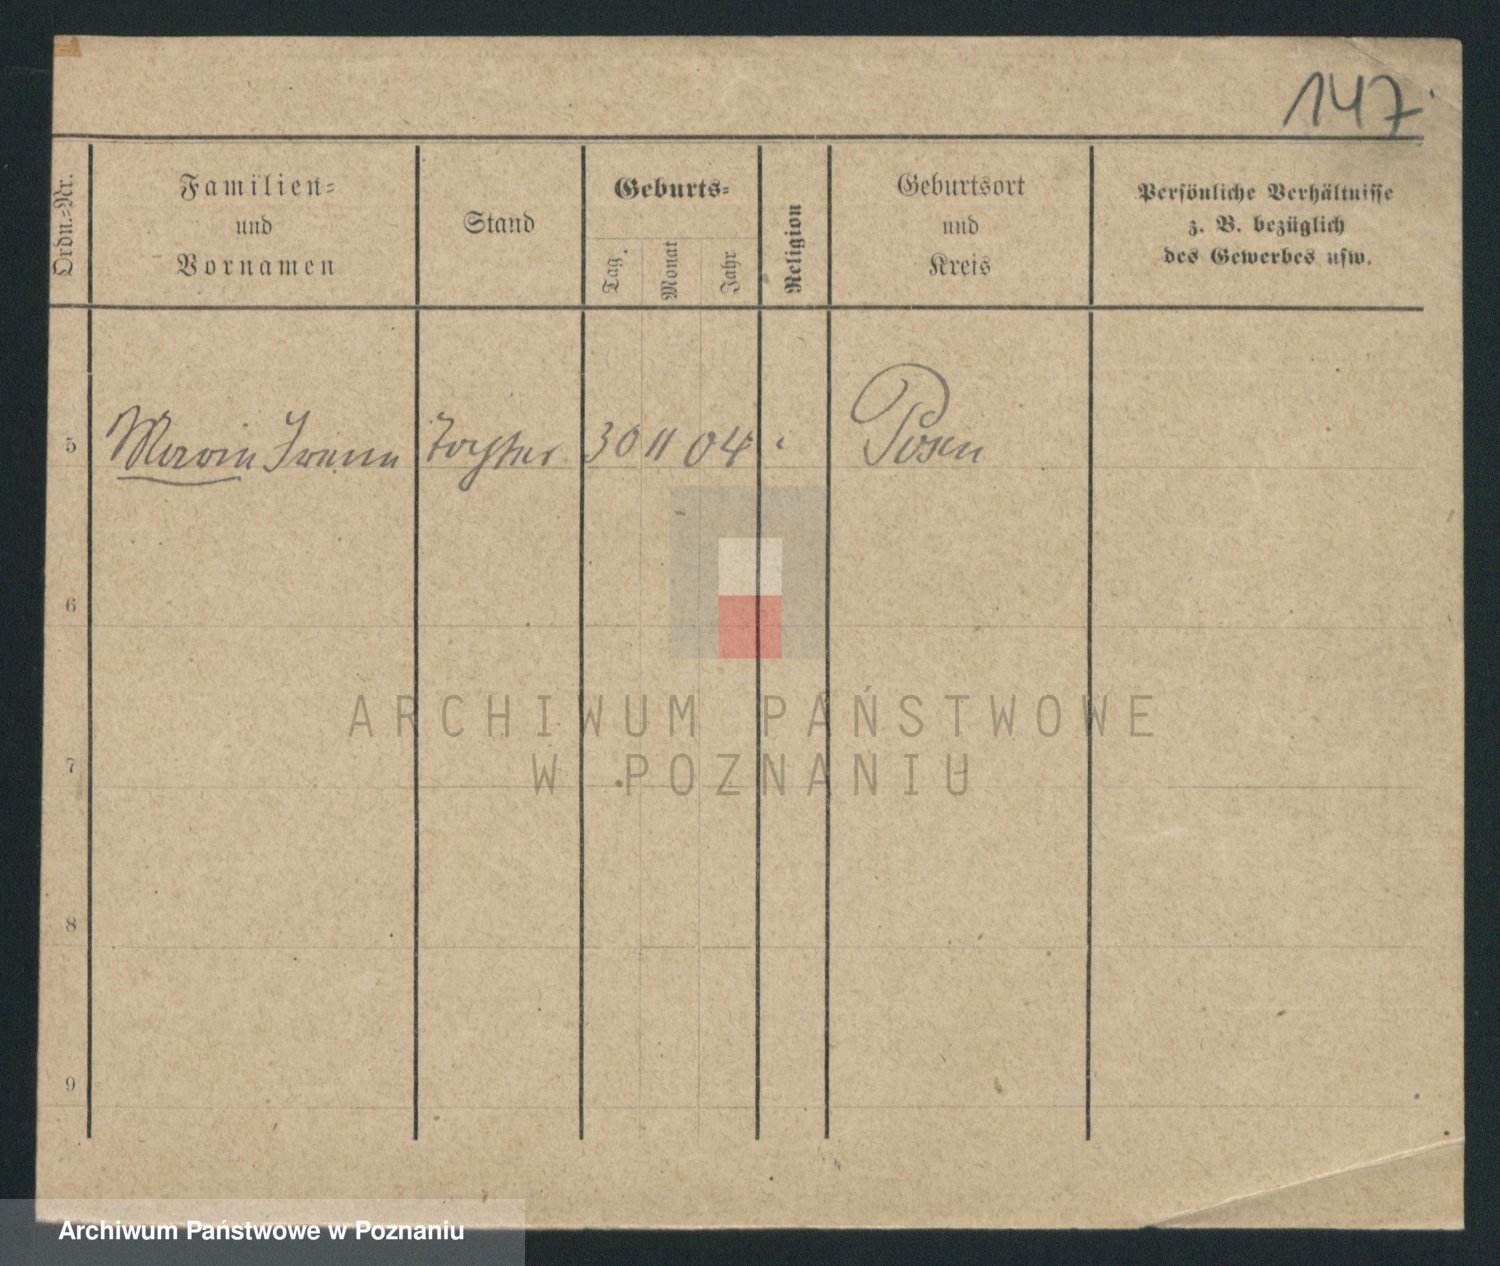 147
Ordn.=Nr.
Familien=
und
Vornamen
Stand
Geburts=
Tag.
Monat
Jahr
Religion
Geburtsort
und
Kreis
Persönliche Verhältnisse
z. B. bezüglich
des Gewerbes usw.
5 Irene Tochter 30 11 04 Posen
6
ARCHIWUM PAŃSTWOWE
W POZNANIU
7
8
9
Archiwum Państwowe w Poznaniu